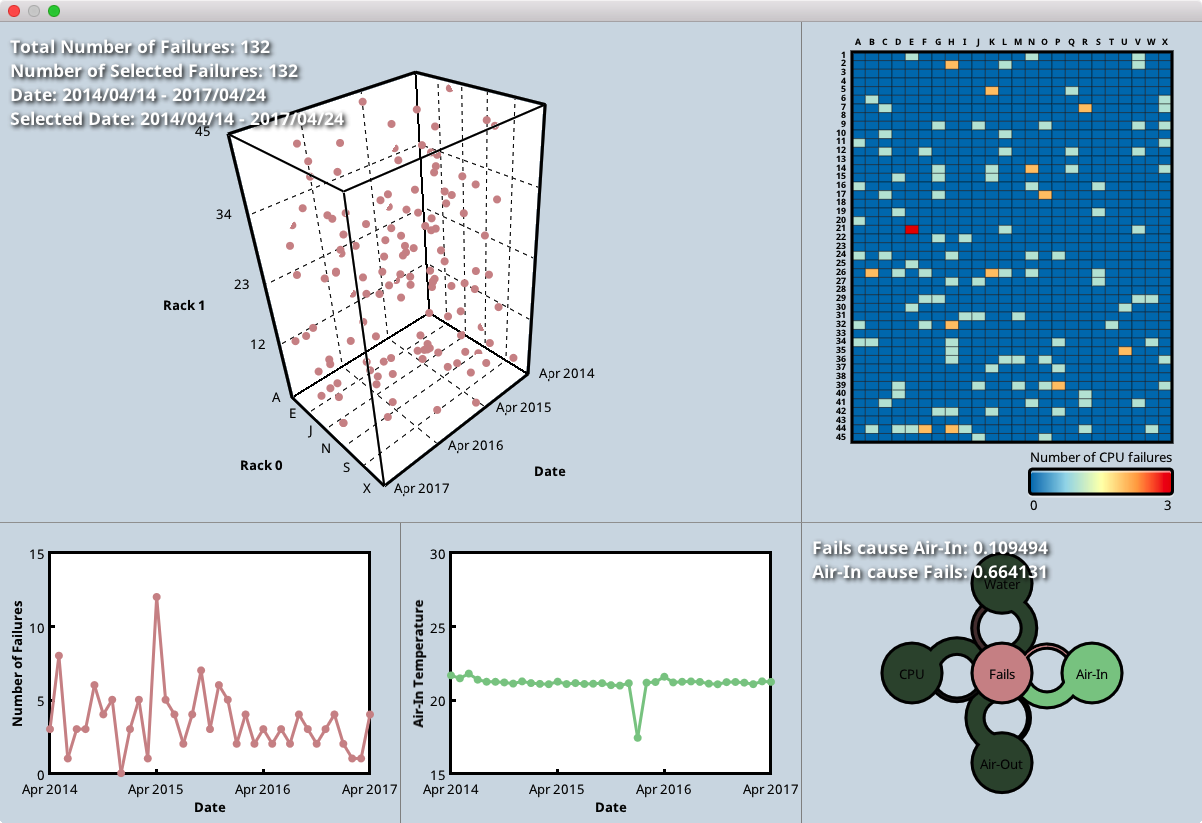 Total Number of Failures: 132
Number of Selected Failures: 132
Date: 2014/04/14 - 2017/04/24
Selected Date: 2014/04/14 - 2017/04/24
45
34
23
12
Rack 1
A
E
J
N
S
X
Rack 0
Apr 2014
Apr 2015
Apr 2016
Apr 2017
Date
A B C D E F G H I J K L M N O P Q R S T U V W X
1
2
3
4
5
6
7
8
9
10
11
12
13
14
15
16
17
18
19
20
21
22
23
24
25
26
27
28
29
30
31
32
33
34
35
36
37
38
39
40
41
42
43
44
45
Number of CPU failures
0 3
15
10
5
0
Number of Failures
Apr 2014 Apr 2015 Apr 2016 Apr 2017
Date
30
25
20
15
Air-In Temperature
Apr 2014 Apr 2015 Apr 2016 Apr 2017
Date
Fails cause Air-In: 0.109494
Air-In cause Fails: 0.664131
Water
CPU
Fails
Air-In
Air-Out